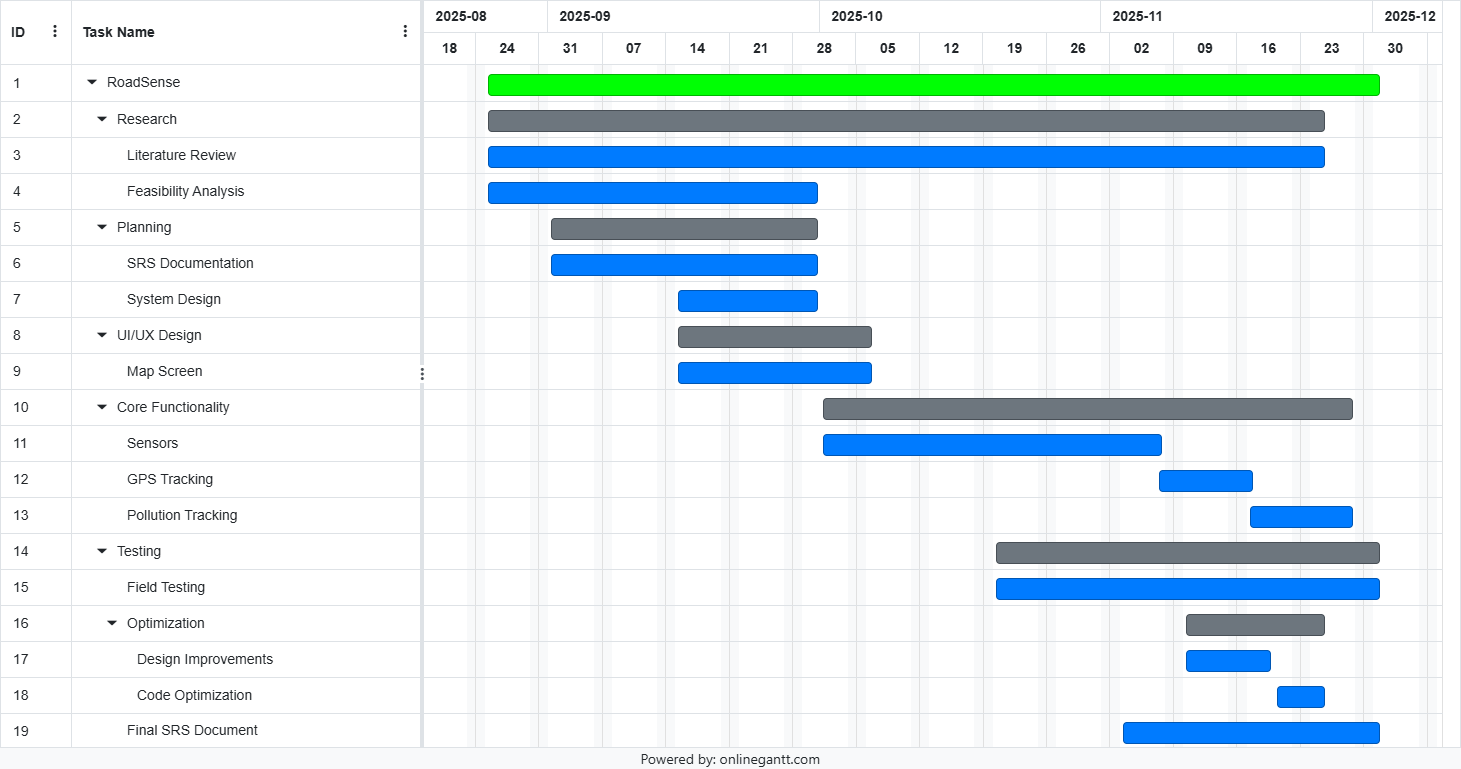 ID Task Name 2025-08 2025-09 2025-10 2025-11 2025-12
18 24 31 07 14 21 28 05 12 19 26 02 09 16 23 30
1 RoadSense
2 Research
3 Literature Review
4 Feasibility Analysis
5 Planning
6 SRS Documentation
7 System Design
8 UI/UX Design
9 Map Screen
10 Core Functionality
11 Sensors
12 GPS Tracking
13 Pollution Tracking
14 Testing
15 Field Testing
16 Optimization
17 Design Improvements
18 Code Optimization
19 Final SRS Document
Powered by: onlinegantt.com